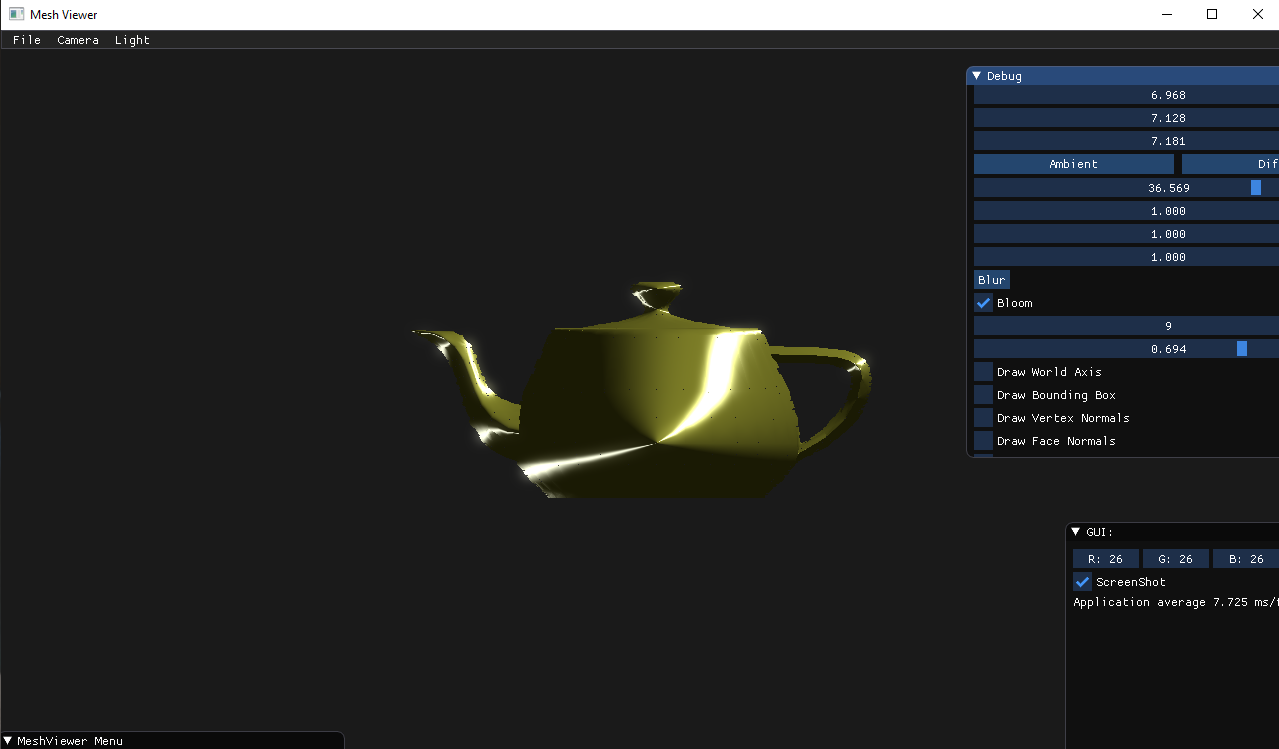 Mesh Viewer
File Camera Light
Debug
6.968
7.128
7.181
Ambient Dif
36.569
1.000
1.000
1.000
Blur
Bloom
9
0.694
Draw World Axis
Draw Bounding Box
Draw Vertex Normals
Draw Face Normals
GUI:
R: 26 G: 26 B: 26
ScreenShot
Application average 7.725 ms/f
MeshViewer Menu